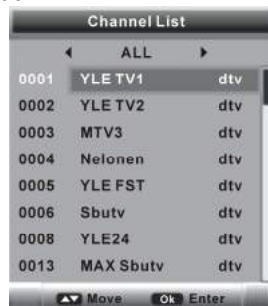 Channel List
ALL
0001 YLE TV1 dtv
0002 YLE TV2 dtv
0003 MTV3 dtv
0004 Nelonen dtv
0005 YLE FST dtv
0006 Sbutv dtv
0008 YLE24 dtv
0013 MAX Sbutv dtv
Move Ok Enter